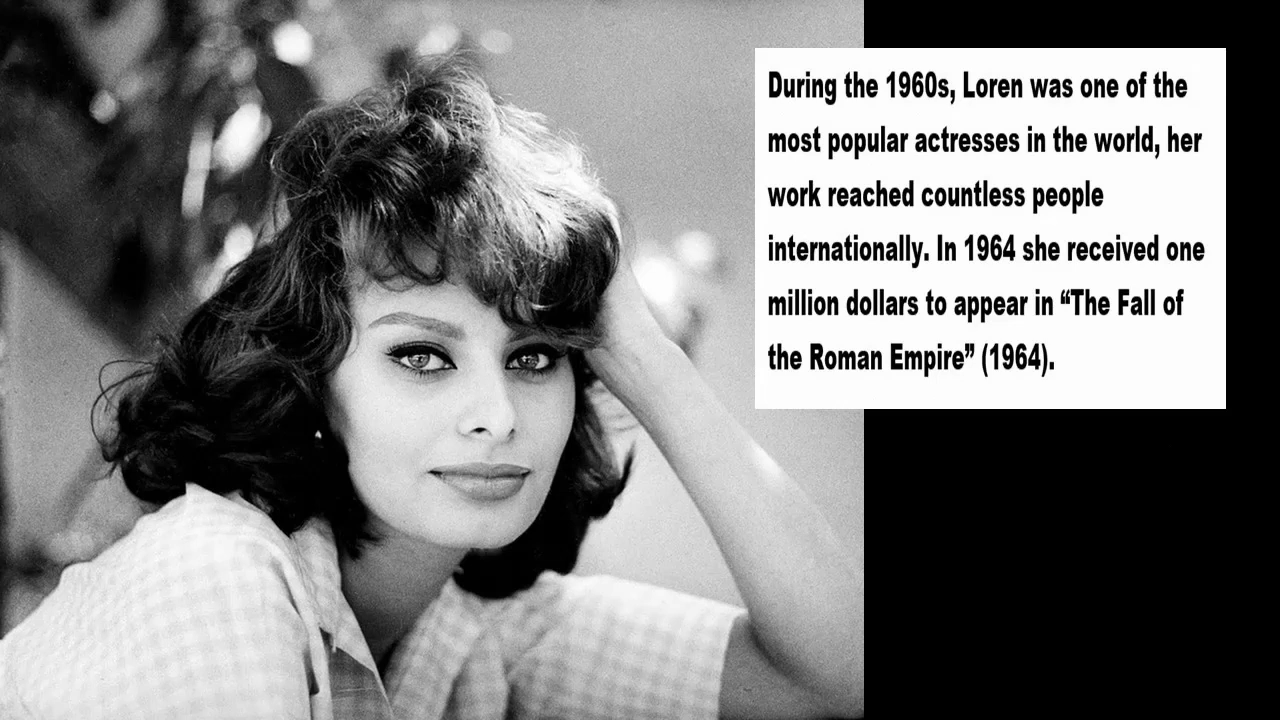 During the 1960s, Loren was one of the
most popular actresses in the world, her
work reached countless people
internationally. In 1964 she received one
million dollars to appear in “The Fall of
the Roman Empire” (1964).